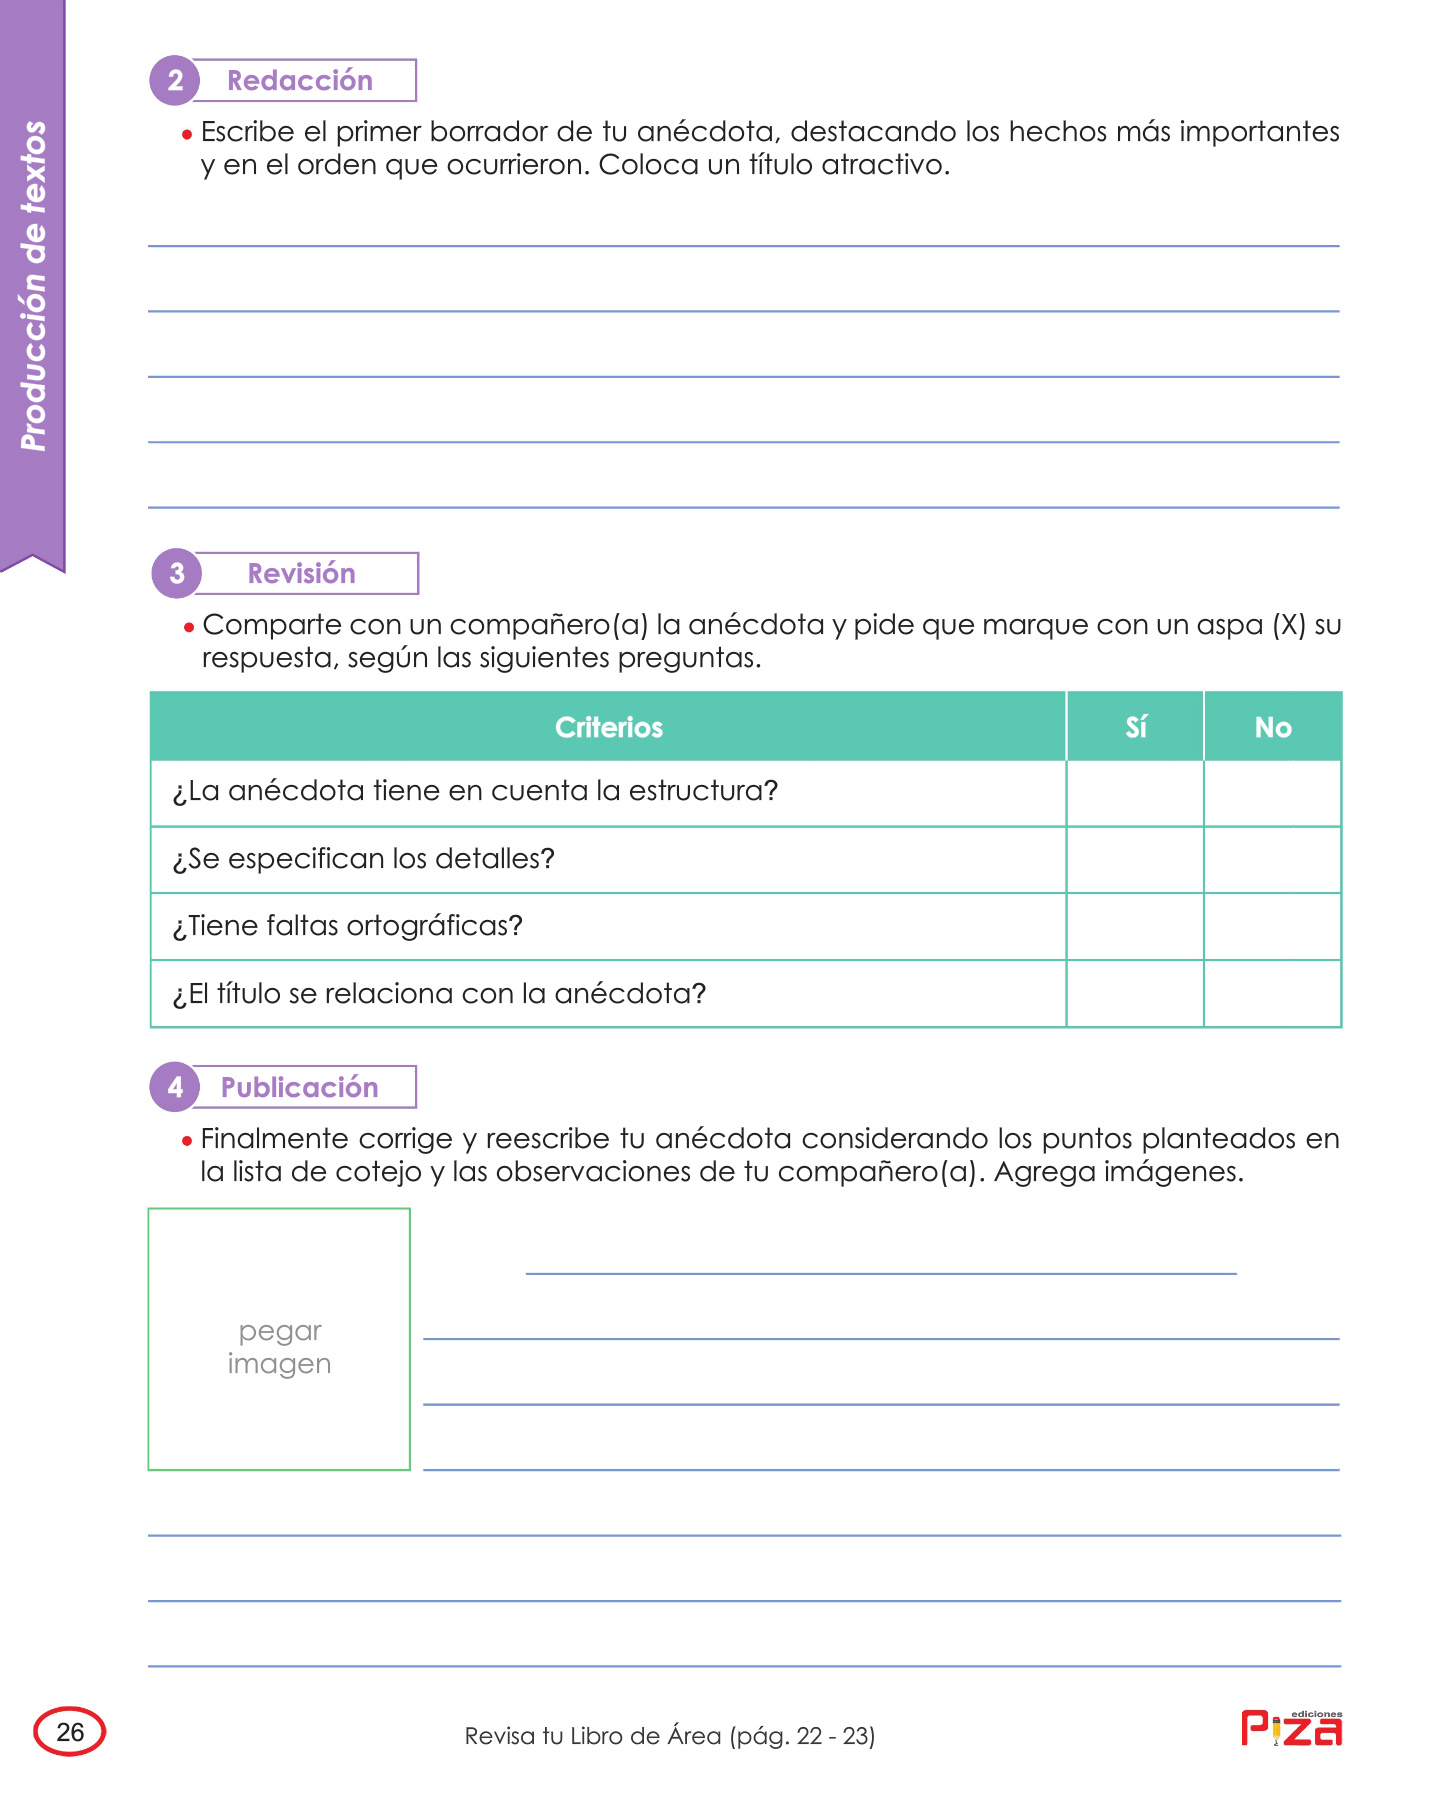 Producción de textos
2 Redacción
• Escribe el primer borrador de tu anécdota, destacando los hechos más importantes
y en el orden que ocurrieron. Coloca un título atractivo.
3 Revisión
• Comparte con un compañero(a) la anécdota y pide que marque con un aspa (X) su
respuesta, según las siguientes preguntas.
Criterios Sí No
¿La anécdota tiene en cuenta la estructura?
¿Se especifican los detalles?
¿Tiene faltas ortográficas?
¿El título se relaciona con la anécdota?
4 Publicación
• Finalmente corrige y reescribe tu anécdota considerando los puntos planteados en
la lista de cotejo y las observaciones de tu compañero(a). Agrega imágenes.
pegar
imagen
26
Revisa tu Libro de Área (pág. 22 - 23)
ediciones
Piza